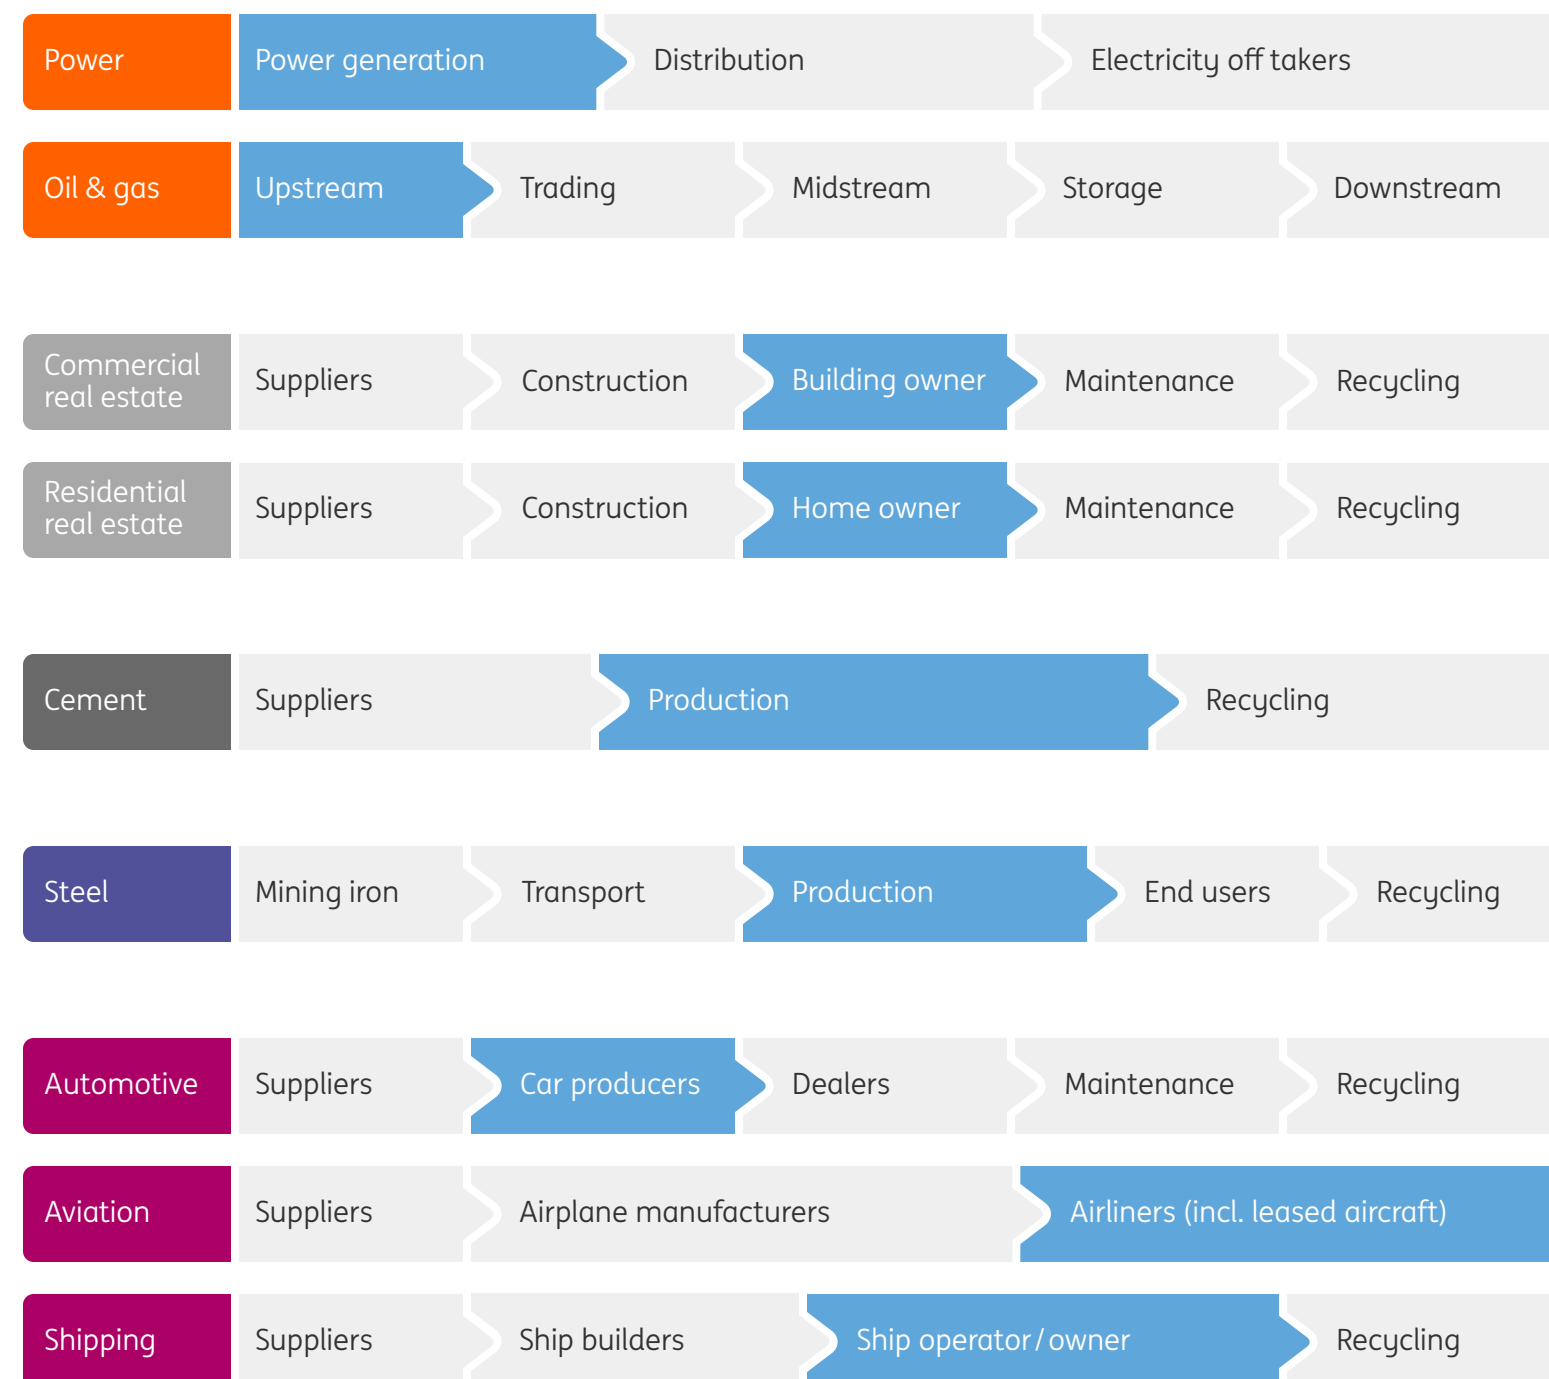 Power Power generation Distribution Electricity off takers
Oil & gas Upstream Trading Midstream Storage Downstream
Commercial
real estate Suppliers Construction Building owner Maintenance Recycling
Residential
real estate Suppliers Construction Home owner Maintenance Recycling
Cement Suppliers Production Recycling
Steel Mining iron Transport Production End users Recycling
Automotive Suppliers Car producers Dealers Maintenance Recycling
Aviation Suppliers Airplane manufacturers Airliners (incl. leased aircraft)
Shipping Suppliers Ship builders Ship operator/owner Recycling